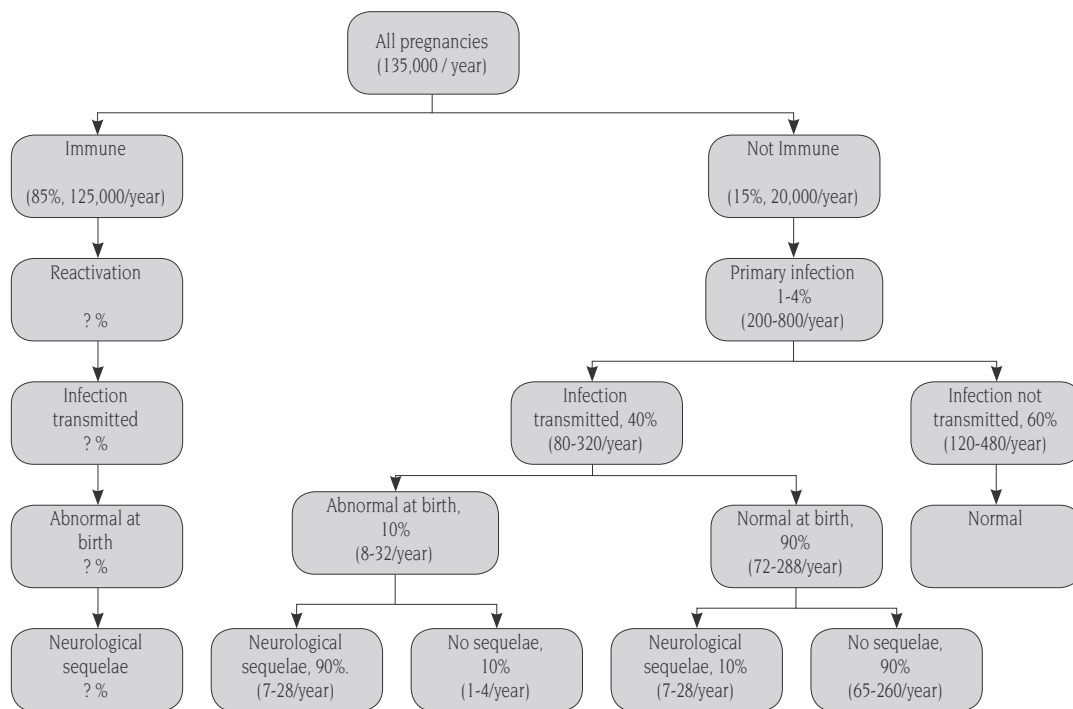 All pregnancies
(135,000 / year)
Immune
(85%, 125,000/year)
Not Immune
(15%, 20,000/year)
Reactivation
? %
Primary infection
1-4%
(200-800/year)
Infection
transmitted
? %
Infection
transmitted, 40%
(80-320/year)
Infection not
transmitted, 60%
(120-480/year)
Abnormal at
birth
? %
Abnormal at birth,
10%
(8-32/year)
Normal at birth,
90%
(72-288/year)
Normal
Neurological
sequelae
? %
Neurological
sequelae, 90%.
(7-28/year)
No sequelae,
10%
(1-4/year)
Neurological
sequelae, 10%
(7-28/year)
No sequelae,
90%
(65-260/year)